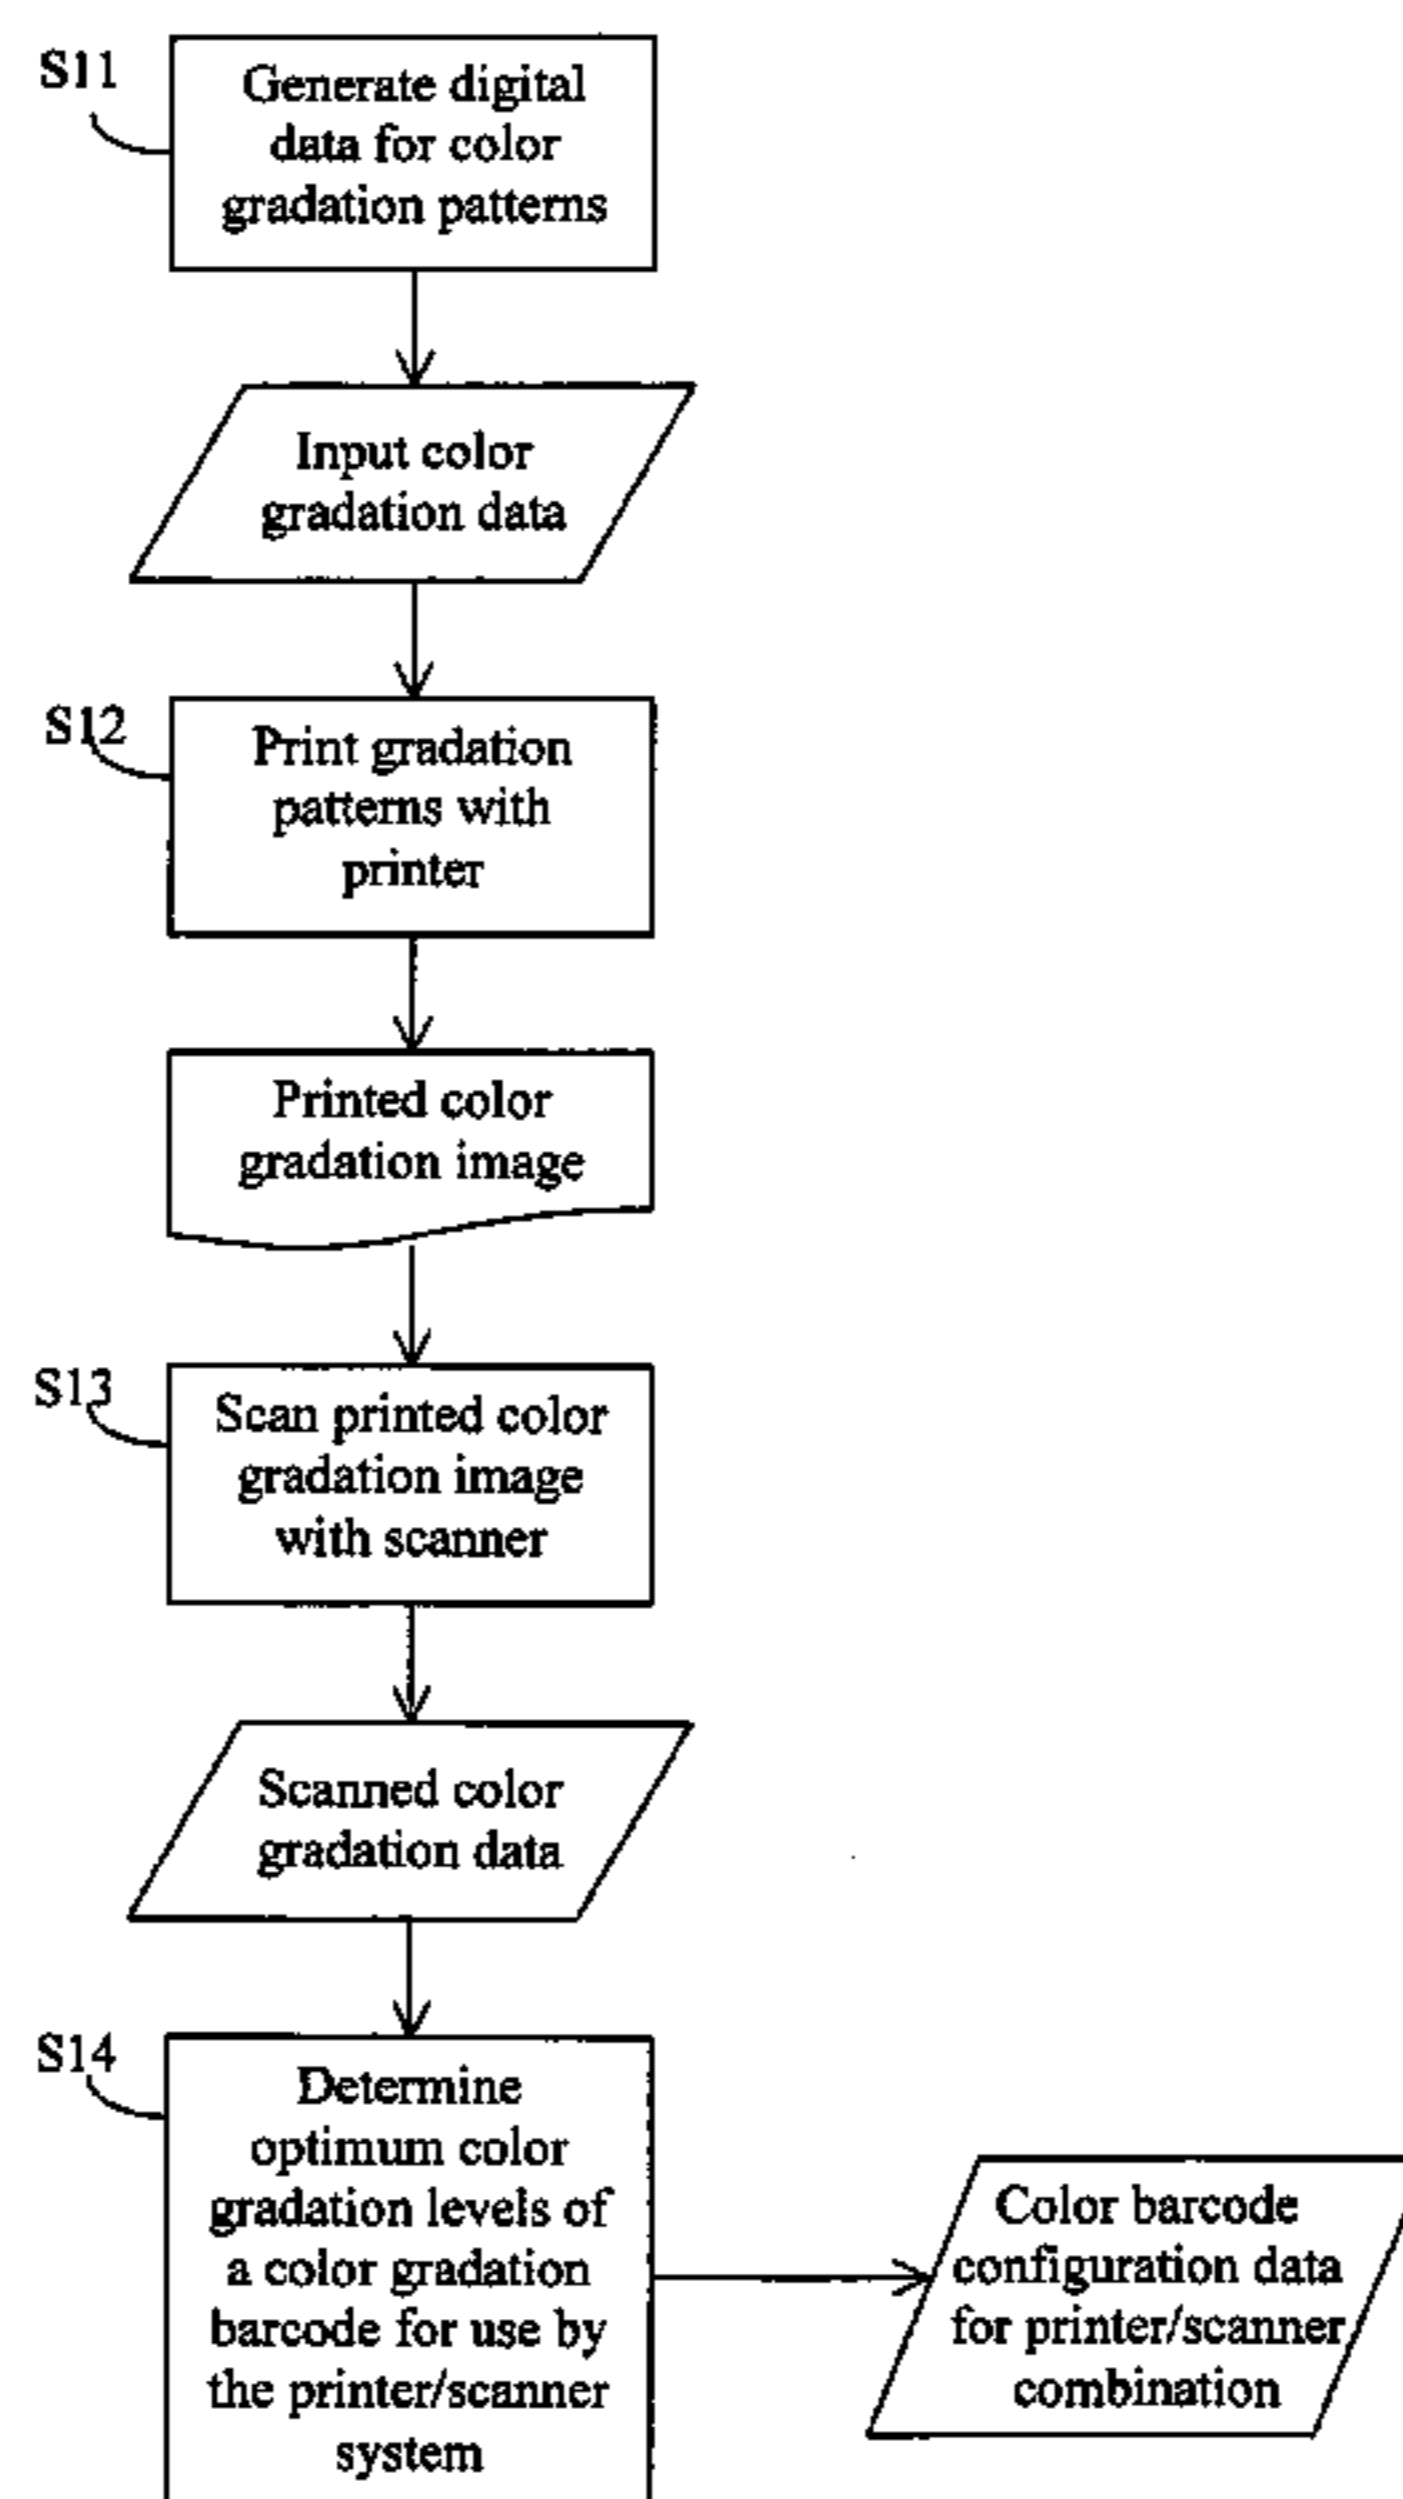 S11
Generate digital
data for color
gradation patterns
Input color
gradation data
S12
Print gradation
patterns with
printer
Printed color
gradation image
S13
Scan printed color
gradation image
with scanner
Scanned color
gradation data
S14
Determine
optimum color
gradation levels of
a color gradation
barcode for use by
the printer/scanner
system
Color barcode
configuration data
for printer/scanner
combination